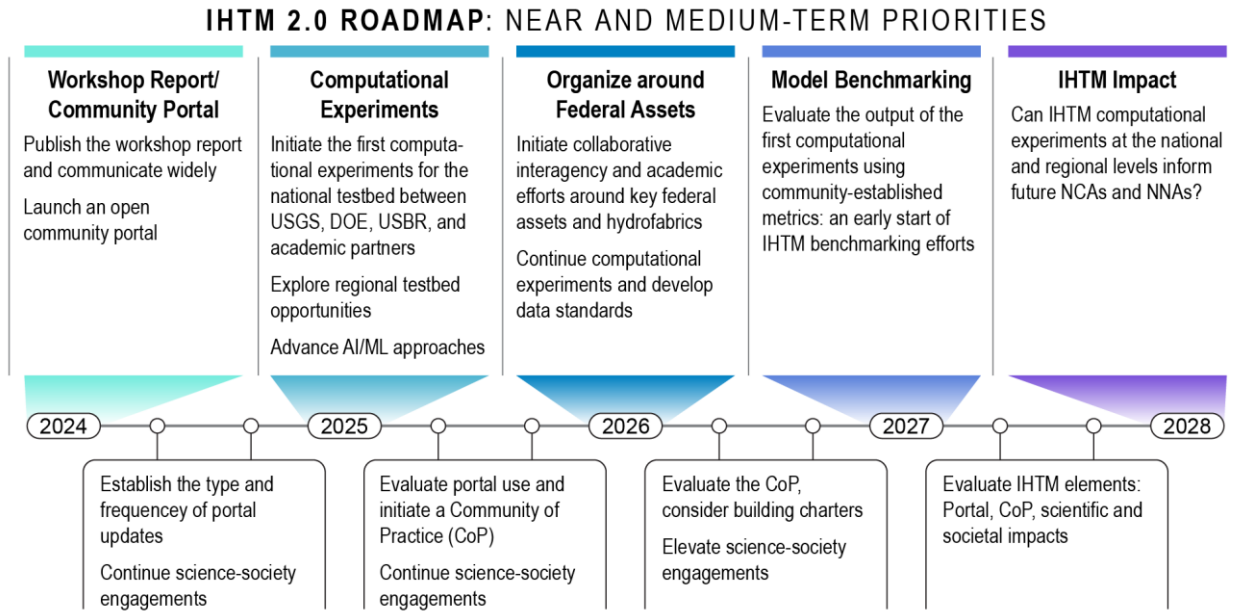 IHTM 2.0 ROADMAP: NEAR AND MEDIUM-TERM PRIORITIES
Workshop Report/
Community Portal
Publish the workshop report
and communicate widely
Launch an open
community portal
Computational
Experiments
Initiate the first computa-
tional experiments for the
national testbed between
USGS, DOE, USBR, and
academic partners
Explore regional testbed
opportunities
Advance AI/ML approaches
Organize around
Federal Assets
Initiate collaborative
interagency and academic
efforts around key federal
assets and hydrofabrics
Continue computational
experiments and develop
data standards
Model Benchmarking
Evaluate the output of the
first computational
experiments using
community-established
metrics: an early start of
IHTM benchmarking efforts
IHTM Impact
Can IHTM computational
experiments at the national
and regional levels inform
future NCAs and NNAs?
2024
2025
2026
2027
2028
Establish the type and
frequencey of portal
updates
Continue science-society
engagements
Evaluate portal use and
initiate a Community of
Practice (CoP)
Continue science-society
engagements
Evaluate the CoP,
consider building charters
Elevate science-society
engagements
Evaluate IHTM elements:
Portal, CoP, scientific and
societal impacts